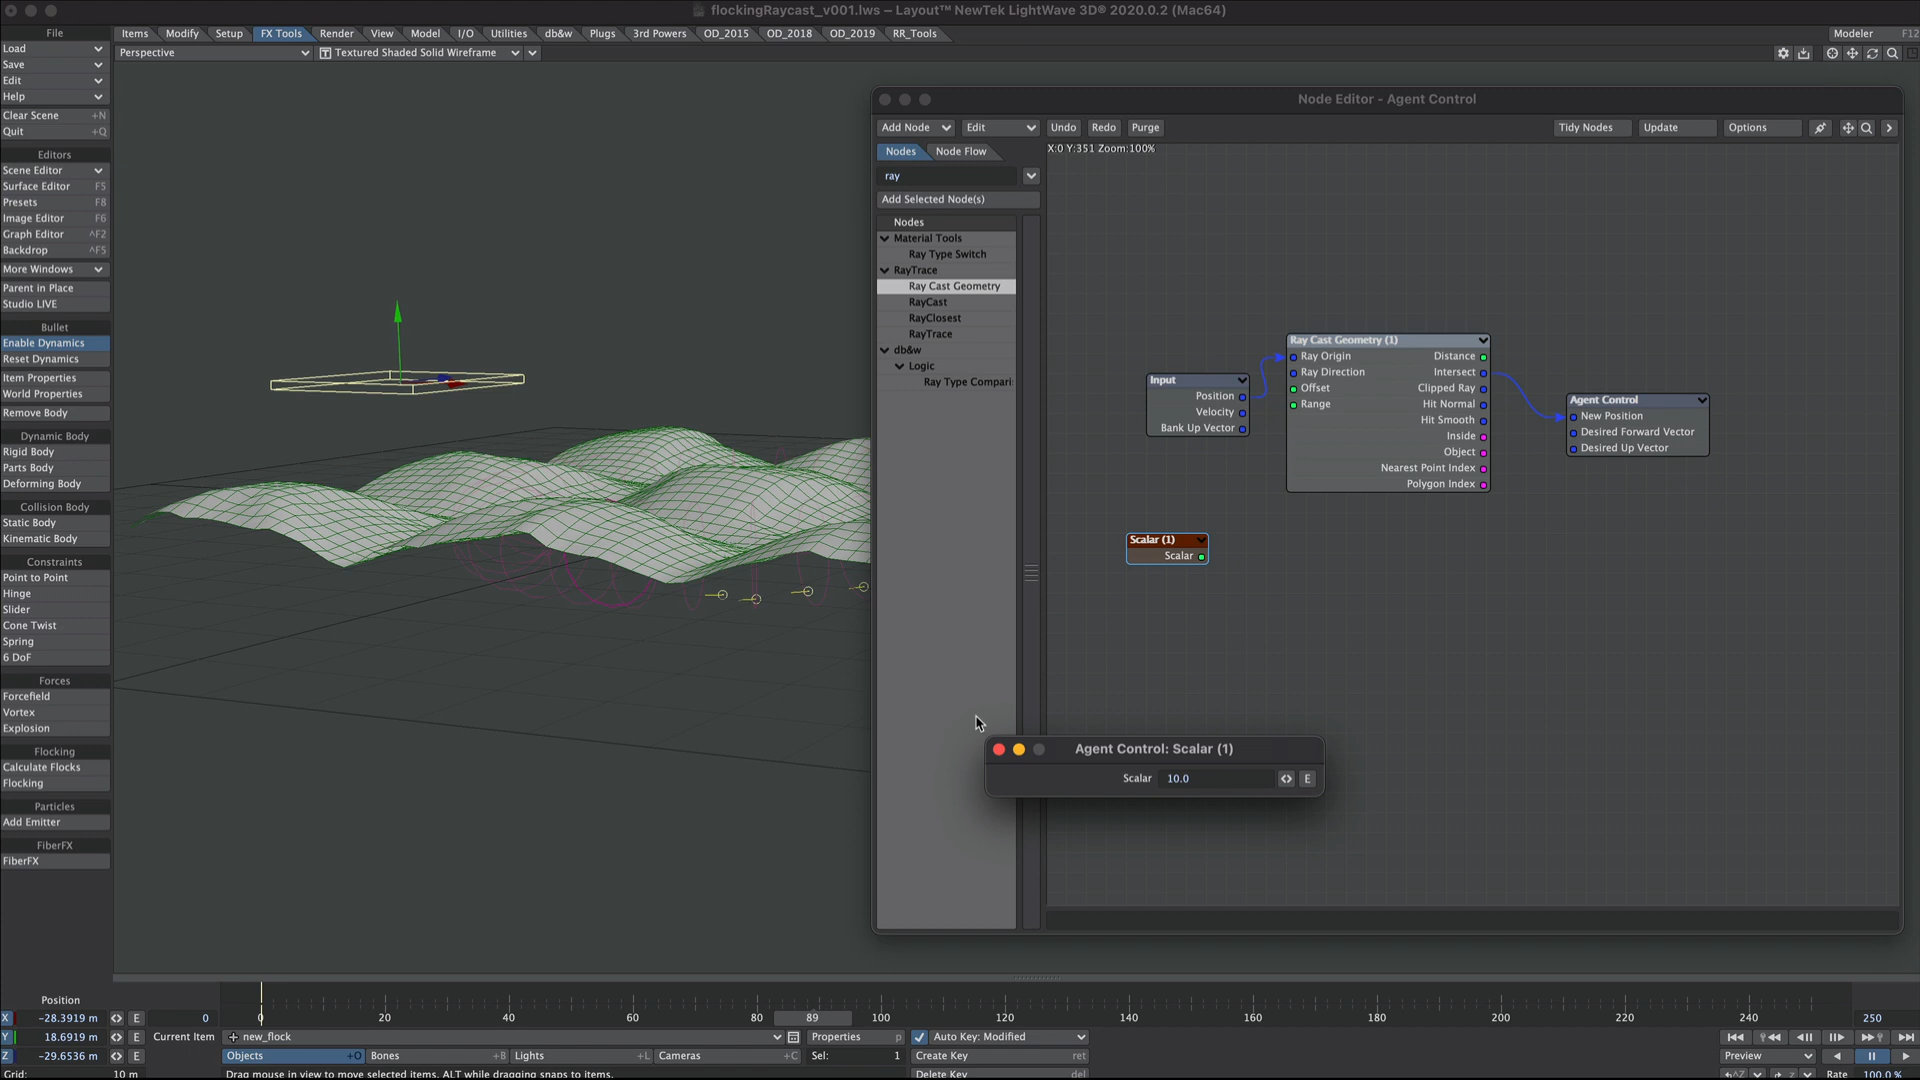 flockingRaycast_v001.lws – Layout™ NewTek LightWave 3D® 2020.0.2 (Mac64)
File
Items Modify Setup FX Tools Render View Model I/O Utilities db&w Plugs 3rd Powers OD_2015 OD_2018 OD_2019 RR_Tools Modeler F12
Perspective Textured Shaded Solid Wireframe
Load
Save
Edit
Help
Clear Scene +N
Quit +Q
Editors
Scene Editor
Surface Editor F5
Presets F8
Image Editor F6
Graph Editor ^F2
Backdrop ^F5
More Windows
Parent in Place
Studio LIVE
Bullet
Enable Dynamics
Reset Dynamics
Item Properties
World Properties
Remove Body
Dynamic Body
Rigid Body
Parts Body
Deforming Body
Collision Body
Static Body
Kinematic Body
Constraints
Point to Point
Hinge
Slider
Cone Twist
Spring
6 DoF
Forces
Forcefield
Vortex
Explosion
Flocking
Calculate Flocks
Flocking
Particles
Add Emitter
FiberFX
FiberFX
Node Editor - Agent Control
Add Node Edit Undo Redo Purge Tidy Nodes Update Options
Nodes Node Flow
X:0 Y:351 Zoom:100%
ray
Add Selected Node(s)
Nodes
Material Tools
Ray Type Switch
RayTrace
Ray Cast Geometry
RayCast
RayClosest
RayTrace
db&w
Logic
Ray Type Compari:
Input
Position
Velocity
Bank Up Vector
Ray Cast Geometry (1)
Ray Origin Distance
Ray Direction Intersect
Offset Clipped Ray
Range Hit Normal
Hit Smooth
Inside
Object
Nearest Point Index
Polygon Index
Agent Control
New Position
Desired Forward Vector
Desired Up Vector
Scalar (1)
Scalar
Agent Control: Scalar (1)
Scalar 10.0 E
Position
X -28.3919 m E 0
Y 18.6919 m E
Z -29.6536 m E
Grid: 10 m
0 20 40 60 80 89 100 120 140 160 180 200 220 240 250
Current Item new_flock Properties p Auto Key: Modified
Objects +O Bones +B Lights +L Cameras +C Sel: 1 Create Key ret
Drag mouse in view to move selected items. ALT while dragging snaps to items. Delete Key del
Preview
^Z z Rate 100.0 %